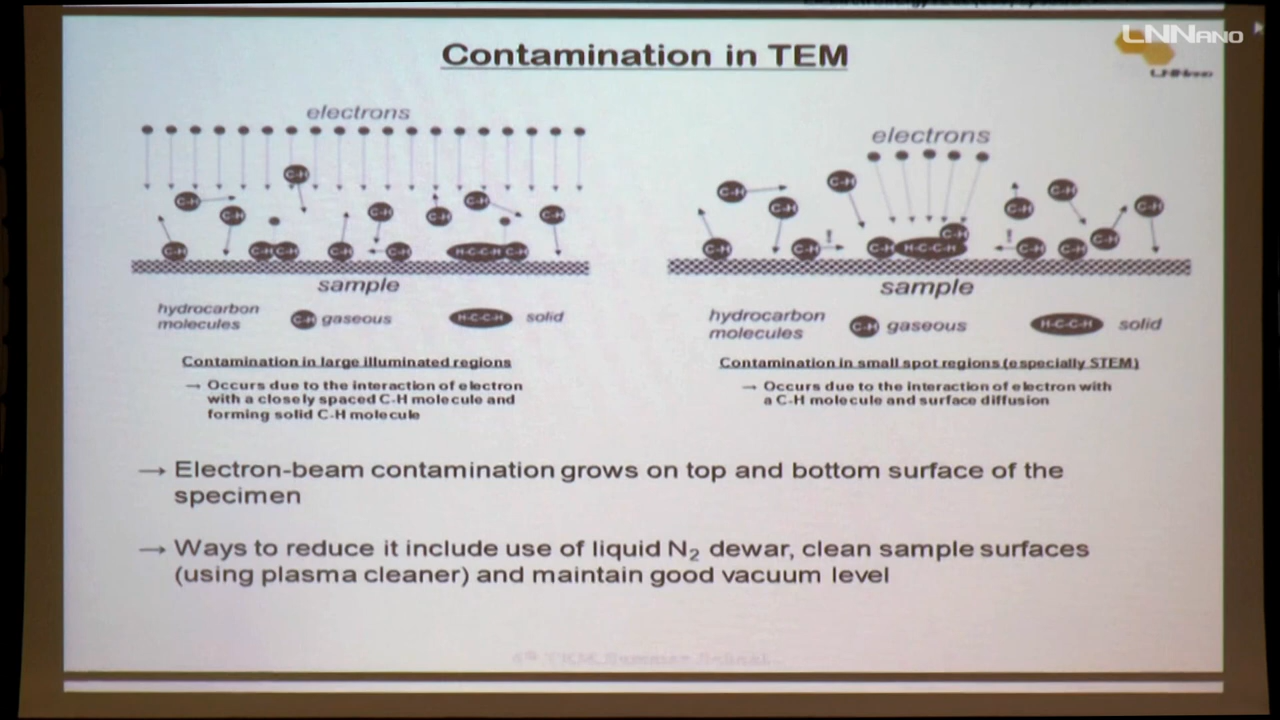 LNNANO
Contamination in TEM
electrons
C-H
C-H
C-H
C-H
C-H
C-H
C-H
C-H
C-H
C-H
C-H
C-H
H-C-C-H
C-H
sample
hydrocarbon
molecules
C-H
gaseous
H-C-C-H
solid
Contamination in large illuminated regions
→ Occurs due to the interaction of electron
with a closely spaced C-H molecule and
forming solid C-H molecule
electrons
C-H
C-H
C-H
C-H
C-H
C-H
C-H
C-H
C-H
C-H
H-C-C-H
C-H
!
!
C-H
C-H
sample
hydrocarbon
molecules
C-H
gaseous
H-C-C-H
solid
Contamination in small spot regions (especially STEM)
→ Occurs due to the interaction of electron with
a C-H molecule and surface diffusion
→ Electron-beam contamination grows on top and bottom surface of the
specimen
→ Ways to reduce it include use of liquid N₂ dewar, clean sample surfaces
(using plasma cleaner) and maintain good vacuum level